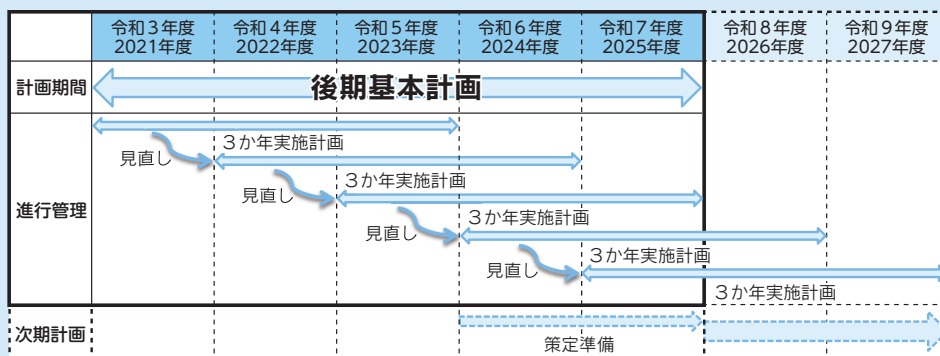 令和3年度 令和4年度 令和5年度 令和6年度 令和7年度 令和8年度 令和9年度
2021年度 2022年度 2023年度 2024年度 2025年度 2026年度 2027年度
計画期間 後期基本計画
3か年実施計画
見直し
3か年実施計画
見直し
進行管理
3か年実施計画
見直し
3か年実施計画
見直し
3か年実施計画
次期計画
策定準備